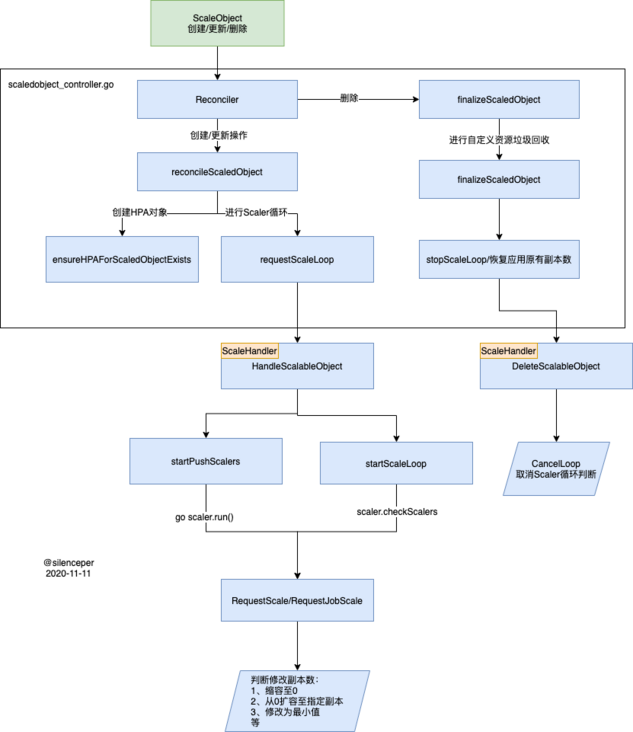 ScaleObject
创建/更新/删除
scaledobject_controller.go
Reconciler
删除
finalizeScaledObject
创建/更新操作
进行自定义资源垃圾回收
reconcileScaledObject
finalizeScaledObject
创建HPA对象
进行Scaler循环
ensureHPAForScaledObjectExists
requestScaleLoop
stopScaleLoop/恢复应用原有副本数
ScaleHandler
HandleScalableObject
ScaleHandler
DeleteScalableObject
startPushScalers
startScaleLoop
CancelLoop
取消Scaler循环判断
go scaler.run()
scaler.checkScalers
@silenceper
2020-11-11
RequestScale/RequestJobScale
判断修改副本数：
1、缩容至0
2、从0扩容至指定副本
3、修改为最小值
等